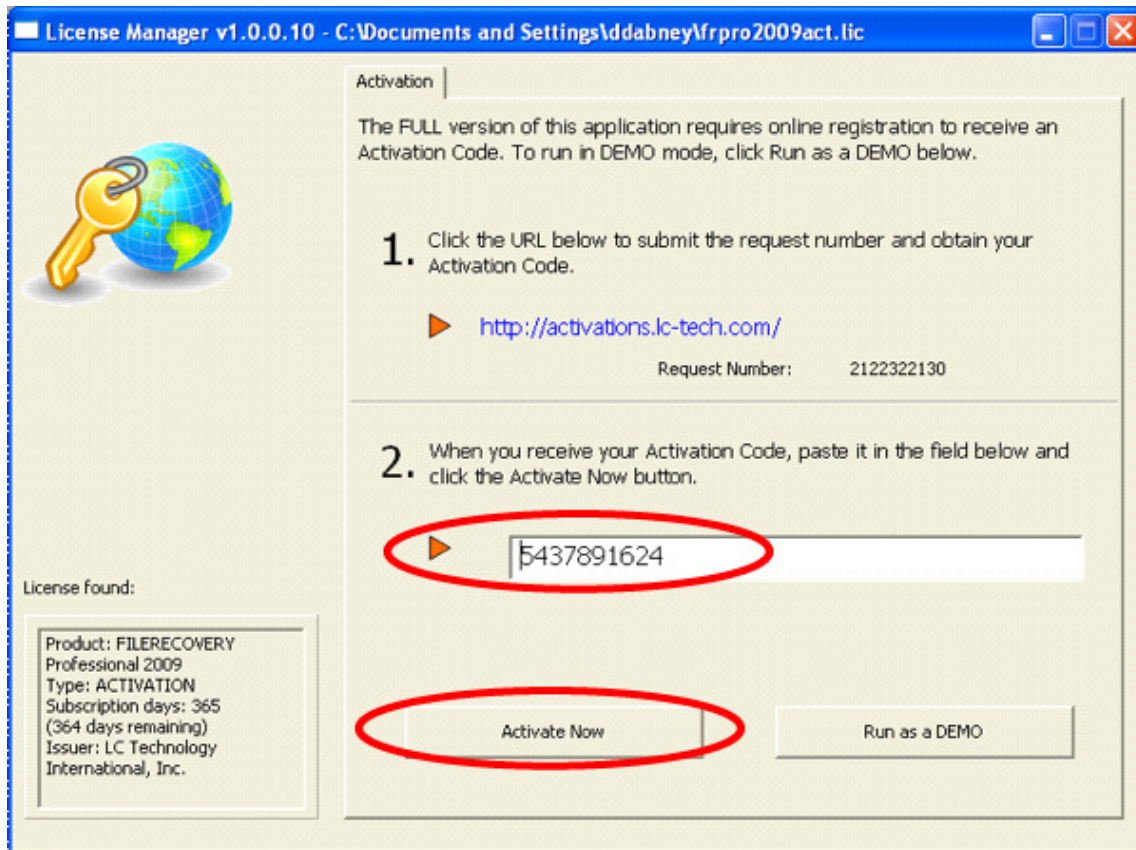 License Manager v1.0.0.10 - C:\Documents and Settings\ddabney\frpro2009act.lic
Activation
The FULL version of this application requires online registration to receive an
Activation Code. To run in DEMO mode, click Run as a DEMO below.
1. Click the URL below to submit the request number and obtain your
Activation Code.
http://activations.lc-tech.com/
Request Number: 2122322130
2. When you receive your Activation Code, paste it in the field below and
click the Activate Now button.
5437891624
License found:
Product: FILERECOVERY
Professional 2009
Type: ACTIVATION
Subscription days: 365
(364 days remaining)
Issuer: LC Technology
International, Inc.
Activate Now
Run as a DEMO